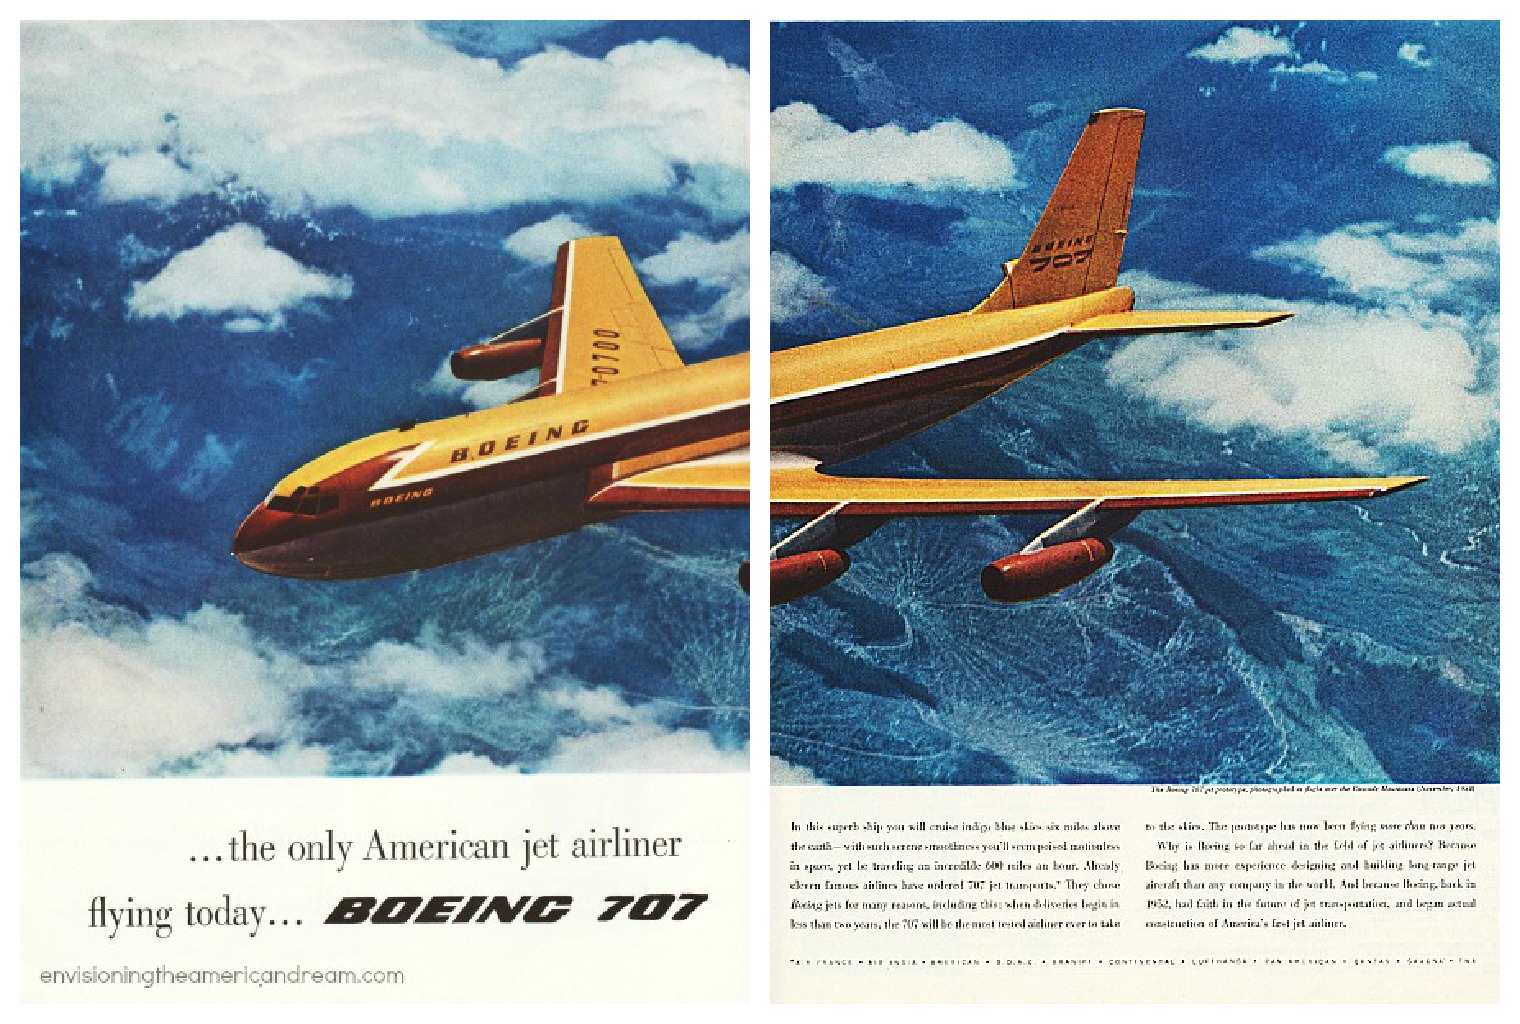 70700
BOEING
BOEING
...the only American jet airliner
flying today... BOEING 707
envisioningtheamericandream.com
BOEING
707
The Boeing 707 jet prototype, photographed in flight over the Cascade Mountains
In this superb ship you will cruise indigo blue skies six miles above
the earth—with such serene smoothness you'll seem poised motionless
in space, yet be traveling an incredible 600 miles an hour. Already
eleven famous airlines have ordered 707 jet transports.* They chose
Boeing jets for many reasons, including this: when deliveries begin in
less than two years, the 707 will be the most tested airliner ever to take
to the skies. The prototype has now been flying more than two years.
Why is Boeing so far ahead in the field of jet airliners? Because
Boeing has more experience designing and building long-range jet
aircraft than any company in the world. And because Boeing, back in
1952, had faith in the future of jet transportation, and began actual
construction of America's first jet airliner.
*AIR FRANCE • AIR INDIA • AMERICAN • B.O.A.C. • BRANIFF • CONTINENTAL • LUFTHANSA • PAN AMERICAN • QANTAS • SABENA • TWA